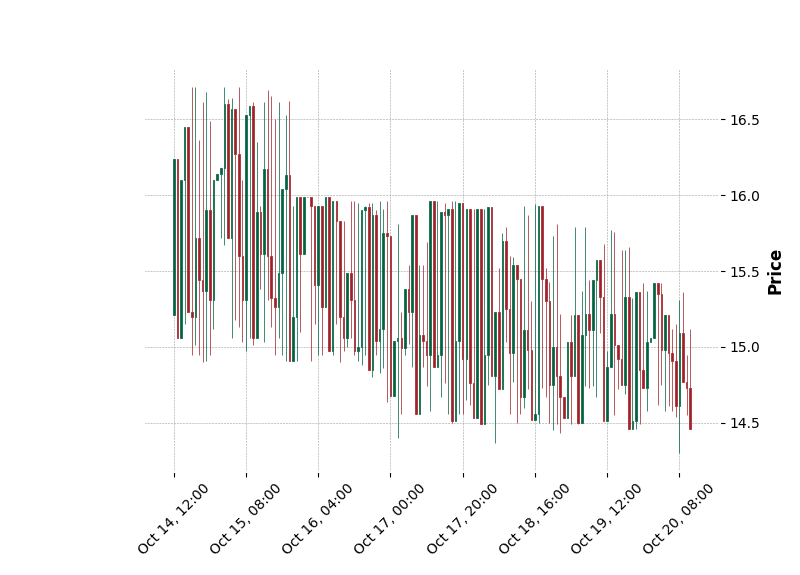 16.5
16.0
15.5
15.0
14.5
Price
Oct 14, 12:00
Oct 15, 08:00
Oct 16, 04:00
Oct 17, 00:00
Oct 17, 20:00
Oct 18, 16:00
Oct 19, 12:00
Oct 20, 08:00